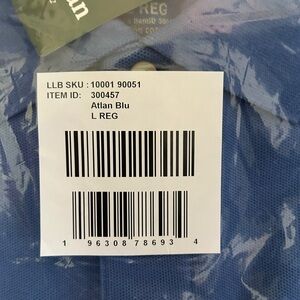 REG
LLB SKU : 10001 90051
ITEM ID: 300457
Atlan Blu
L REG
1 96308 78693 4